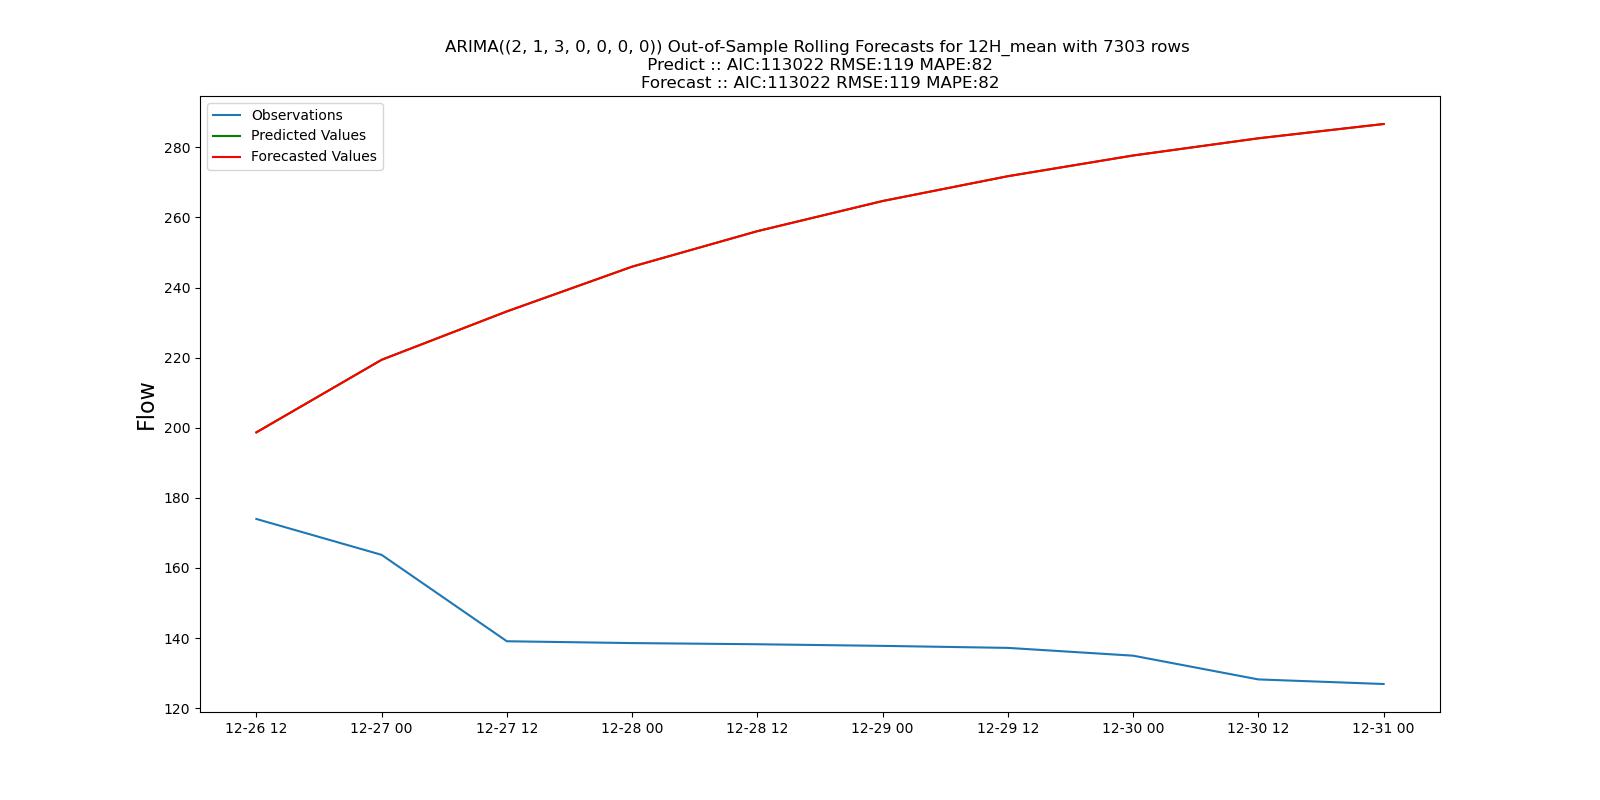 ARIMA((2, 1, 3, 0, 0, 0, 0)) Out-of-Sample Rolling Forecasts for 12H_mean with 7303 rows
Predict :: AIC:113022 RMSE:119 MAPE:82
Forecast :: AIC:113022 RMSE:119 MAPE:82
Observations
Predicted Values
Forecasted Values
280
260
240
220
200
180
160
140
120
Flow
12-26 12
12-27 00
12-27 12
12-28 00
12-28 12
12-29 00
12-29 12
12-30 00
12-30 12
12-31 00